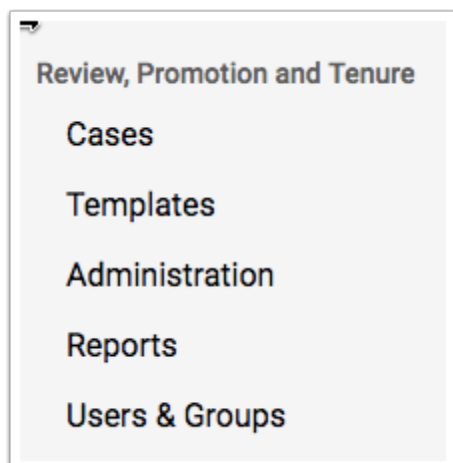 Review, Promotion and Tenure
Cases
Templates
Administration
Reports
Users & Groups